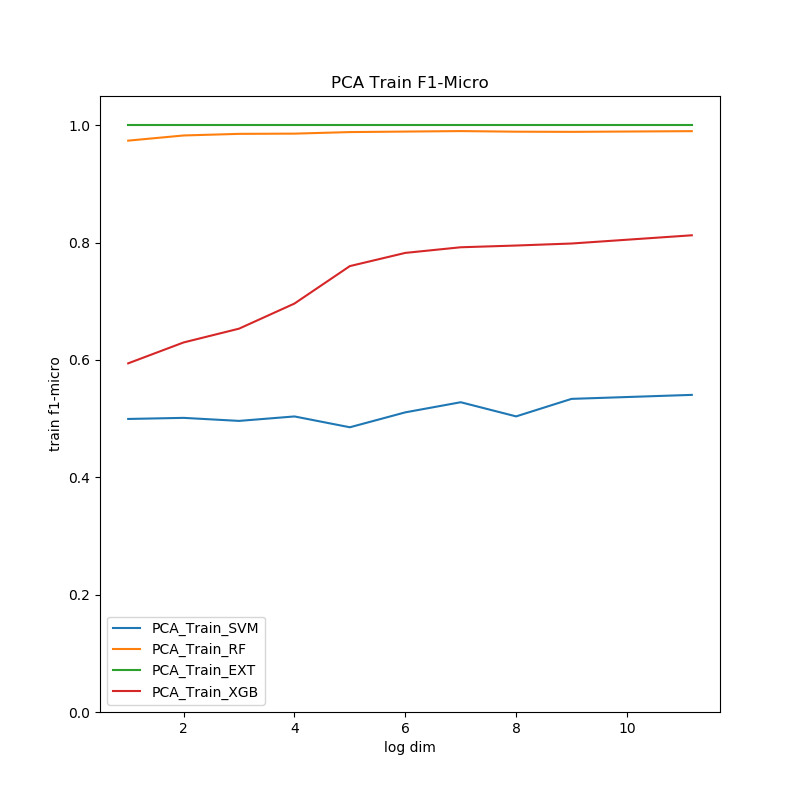 PCA Train F1-Micro
train f1-micro
1.0
0.8
0.6
0.4
0.2
0.0
PCA_Train_SVM
PCA_Train_RF
PCA_Train_EXT
PCA_Train_XGB
2
4
6
8
10
log dim